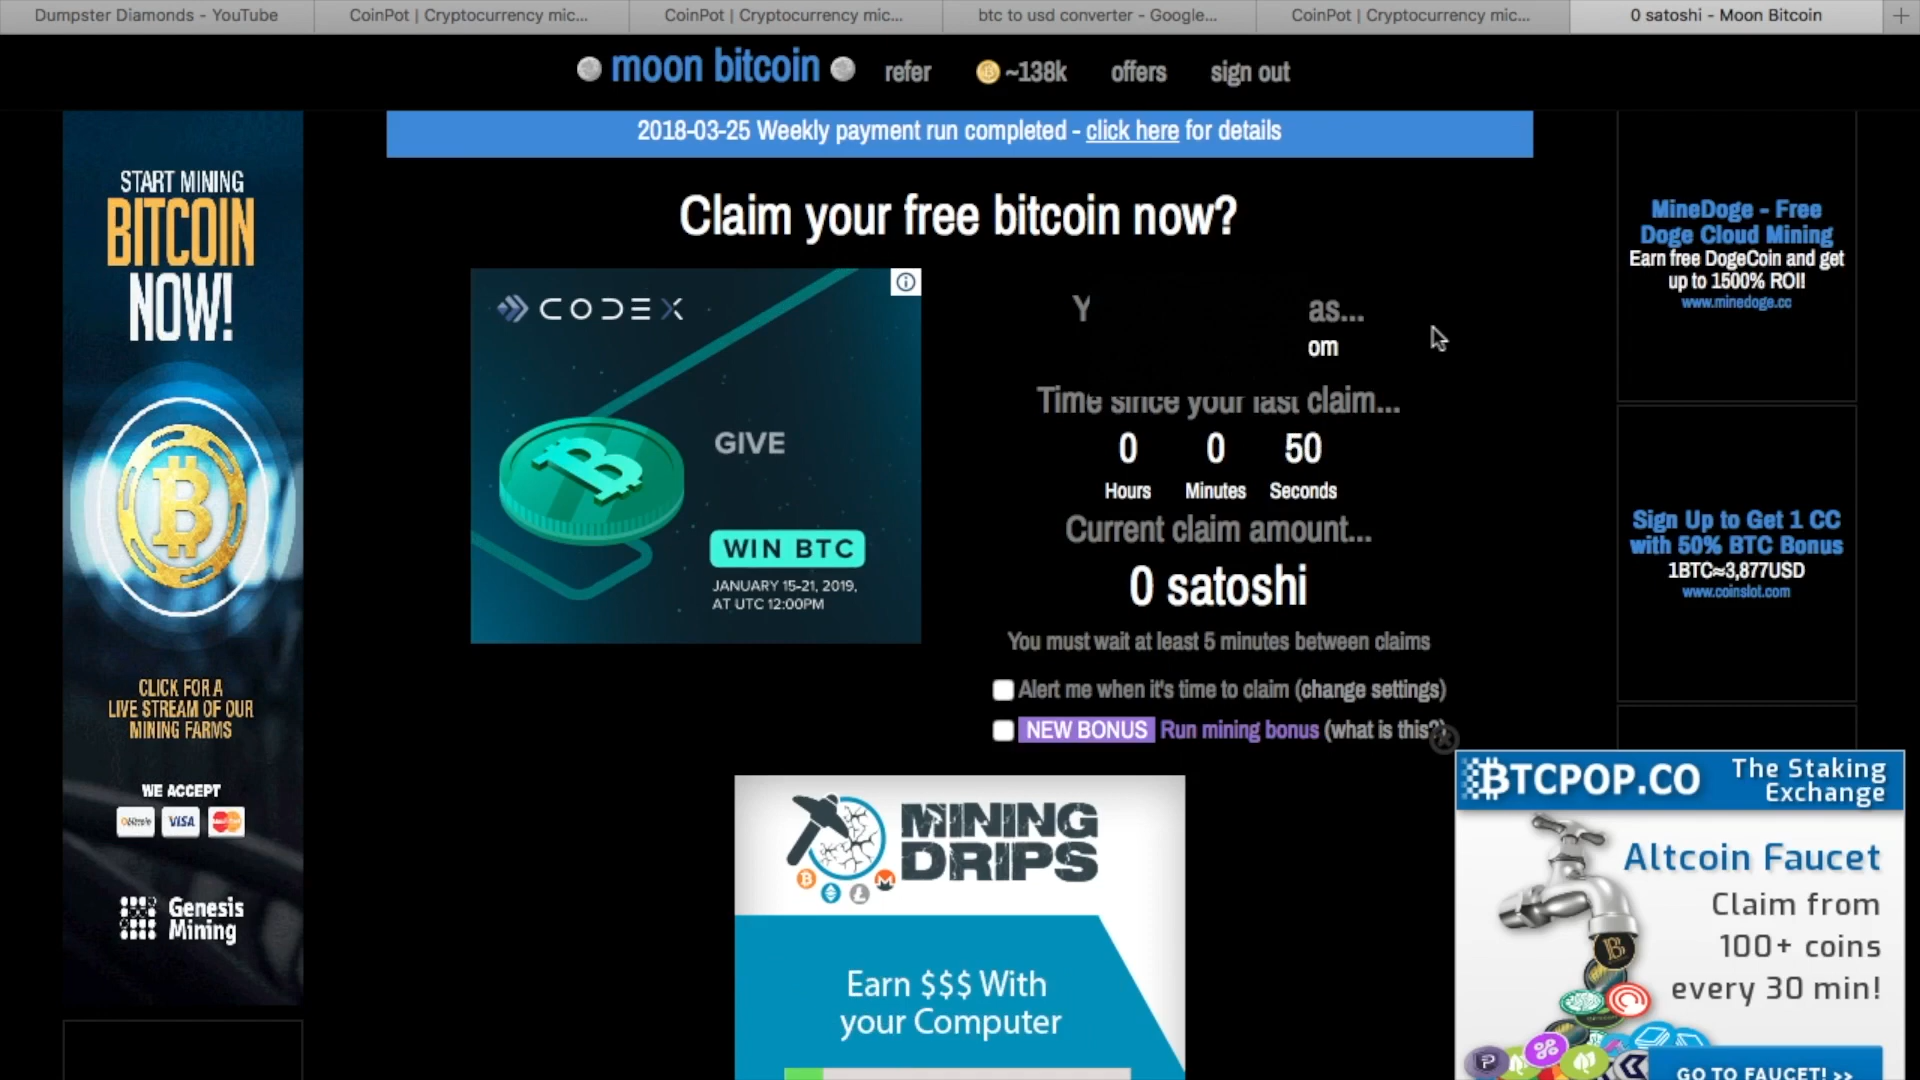 Dumpster Diamonds - YouTube
CoinPot | Cryptocurrency mic...
CoinPot | Cryptocurrency mic...
btc to usd converter - Google...
CoinPot | Cryptocurrency mic...
0 satoshi - Moon Bitcoin
moon bitcoin
refer
~138k
offers
sign out
2018-03-25 Weekly payment run completed - click here for details
Claim your free bitcoin now?
START MINING
BITCOIN
NOW!
CLICK FOR A
LIVE STREAM OF OUR
MINING FARMS
WE ACCEPT
VISA
Genesis
Mining
CODEX
GIVE
WIN BTC
JANUARY 15-21, 2019,
AT UTC 12:00PM
Y as...
om
Time since your last claim...
0 0 50
Hours Minutes Seconds
Current claim amount...
0 satoshi
You must wait at least 5 minutes between claims
Alert me when it's time to claim (change settings)
NEW BONUS Run mining bonus (what is this?)
MINING
DRIPS
Earn $$$ With
your Computer
MineDoge - Free
Doge Cloud Mining
Earn free DogeCoin and get
up to 1500% ROI!
www.minedoge.cc
Sign Up to Get 1 CC
with 50% BTC Bonus
1BTC≈3,877USD
www.coinslot.com
BTCPOP.CO
The Staking
Exchange
Altcoin Faucet
Claim from
100+ coins
every 30 min!
GO TO FAUCET! >>